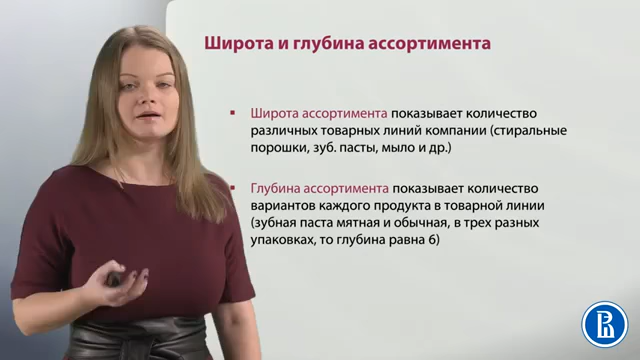 Широта и глубина ассортимента
Широта ассортимента показывает количество
различных товарных линий компании (стиральные
порошки, зуб. пасты, мыло и др.)
Глубина ассортимента показывает количество
вариантов каждого продукта в товарной линии
(зубная паста мятная и обычная, в трех разных
упаковках, то глубина равна 6)